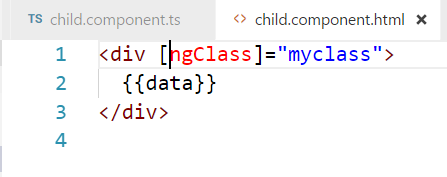 TS child.component.ts <> child.component.html ×
1 <div [ngClass]="myclass">
2 {{data}}
3 </div>
4